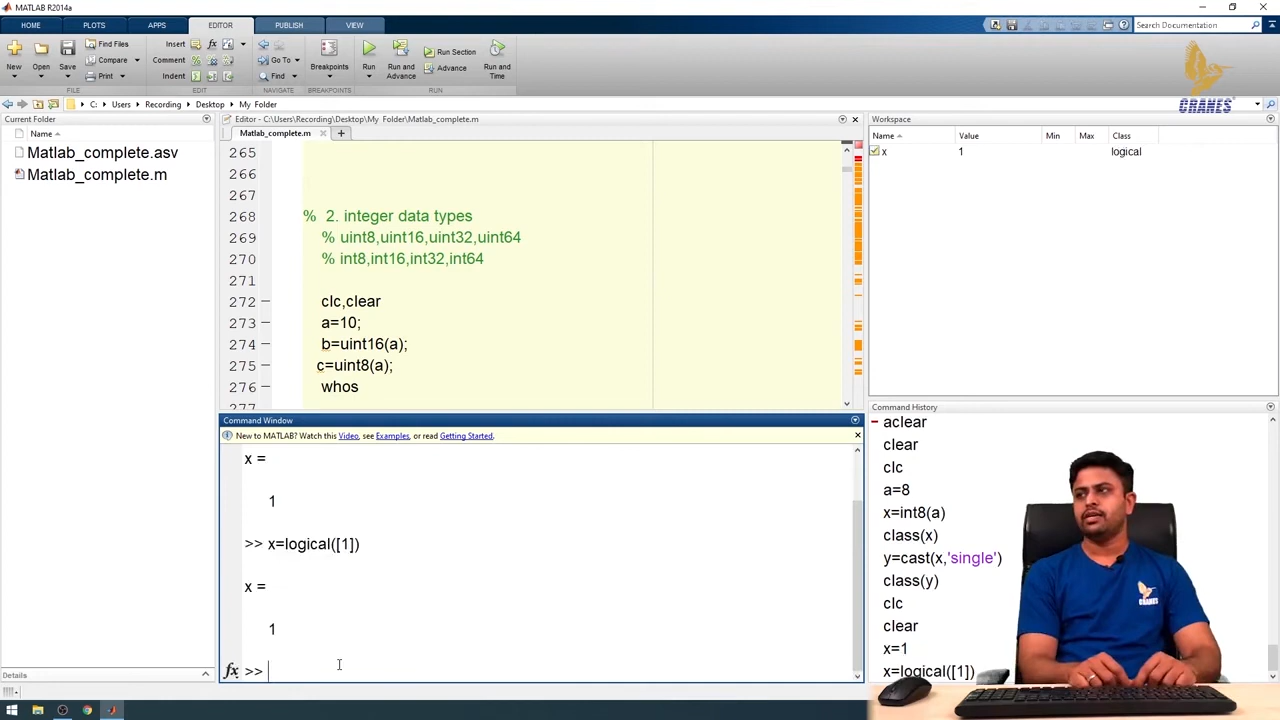 MATLAB R2014a
HOME PLOTS APPS EDITOR PUBLISH VIEW
Search Documentation
New Open Save Find Files Compare Print
Insert Comment Indent
Go To Find
Breakpoints Run Run and Advance Run Section Advance Run and Time
FILE EDIT NAVIGATE BREAKPOINTS RUN
CRANES
C: Users Recording Desktop My Folder
Current Folder
Name
Matlab_complete.asv
Matlab_complete.m
Details
Editor - C:\Users\Recording\Desktop\My Folder\Matlab_complete.m
Matlab_complete.m
265
266
267
268 % 2. integer data types
269 % uint8,uint16,uint32,uint64
270 % int8,int16,int32,int64
271
272 clc,clear
273 a=10;
274 b=uint16(a);
275 c=uint8(a);
276 whos
277
Command Window
New to MATLAB? Watch this Video, see Examples, or read Getting Started.
x =
1
>> x=logical([1])
x =
1
fx >>
Workspace
Name Value Min Max Class
x 1 logical
Command History
aclear
clear
clc
a=8
x=int8(a)
class(x)
y=cast(x,'single')
class(y)
clc
clear
x=1
x=logical([1])
CRANES